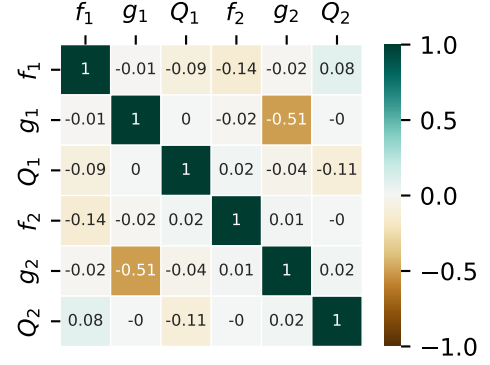 f₁ g₁ Q₁ f₂ g₂ Q₂
f₁ 1 -0.01 -0.09 -0.14 -0.02 0.08
g₁ -0.01 1 0 -0.02 -0.51 -0
Q₁ -0.09 0 1 0.02 -0.04 -0.11
f₂ -0.14 -0.02 0.02 1 0.01 -0
g₂ -0.02 -0.51 -0.04 0.01 1 0.02
Q₂ 0.08 -0 -0.11 -0 0.02 1
1.0
0.5
0.0
−0.5
−1.0